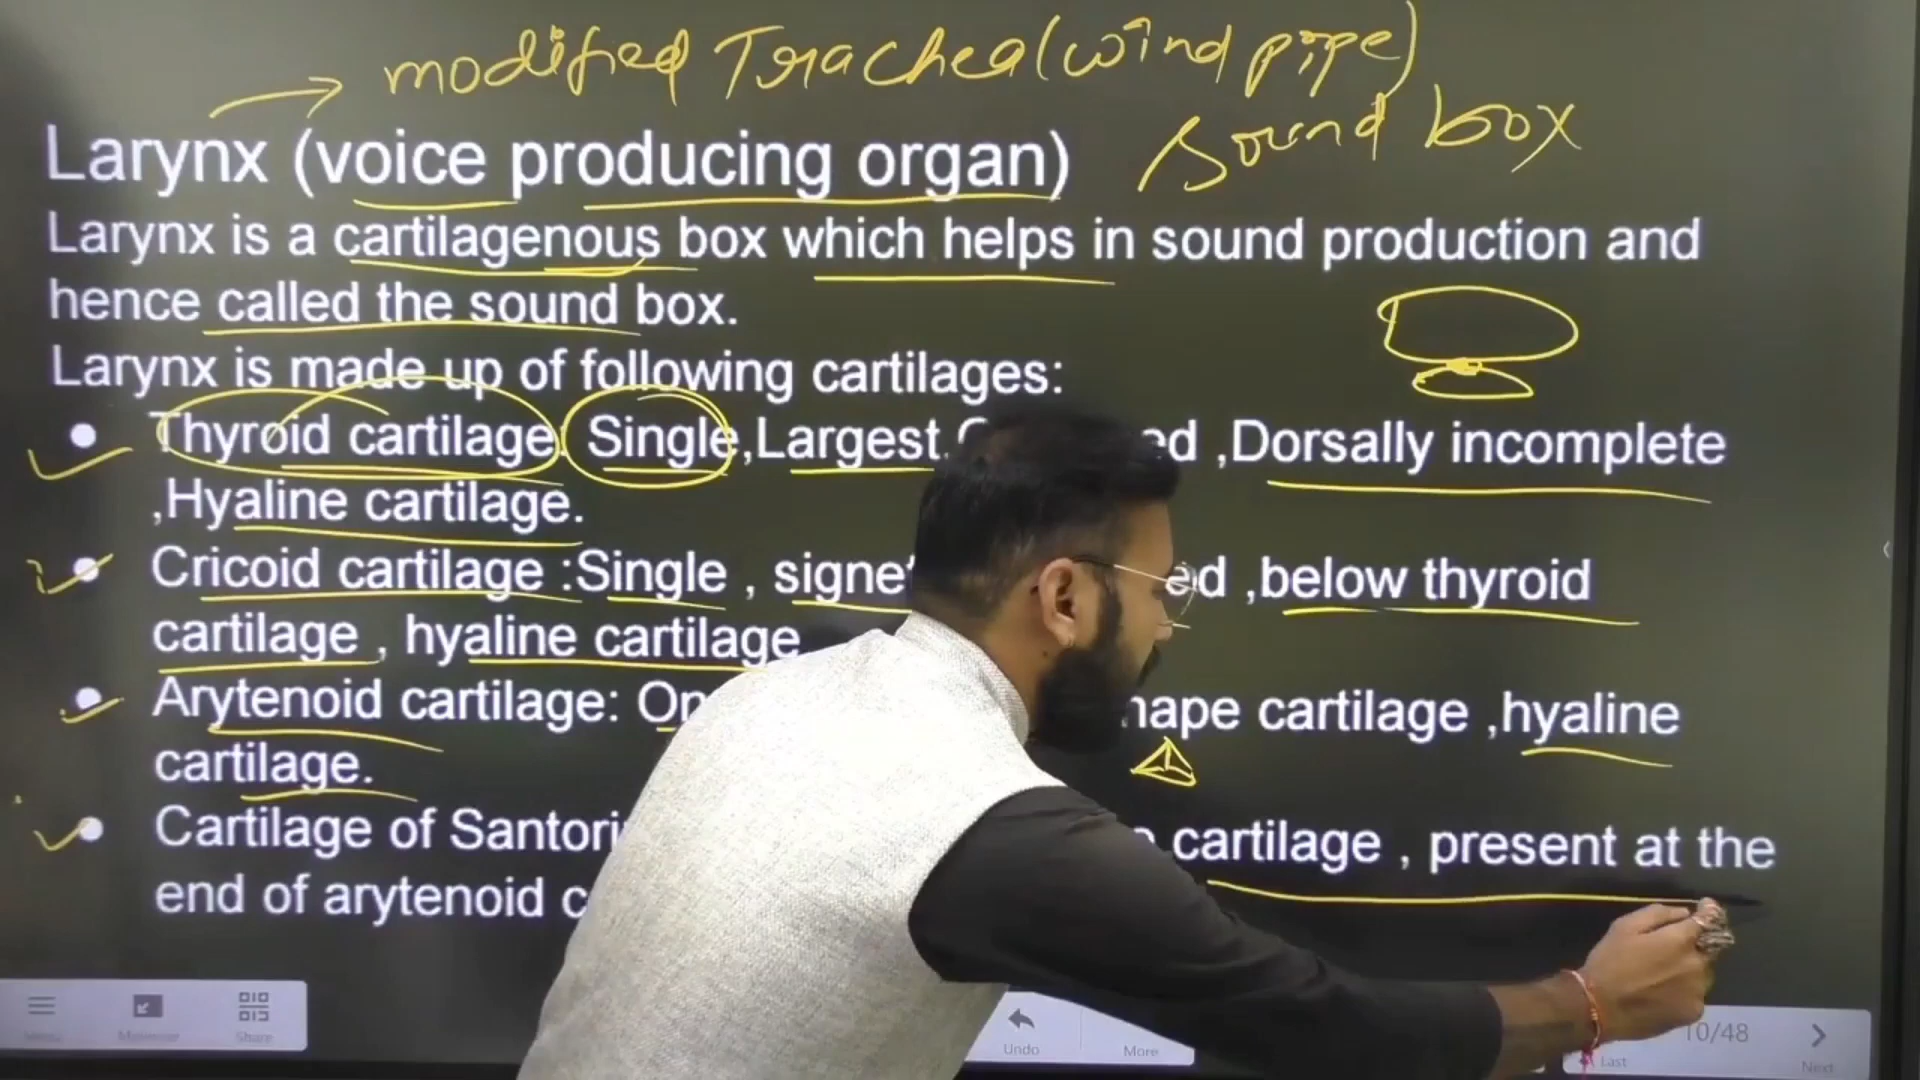 modified Trachea (wind pipe)
sound box
Larynx (voice producing organ)
Larynx is a cartilagenous box which helps in sound production and
hence called the sound box.
Larynx is made up of following cartilages:
Thyroid cartilage: Single,Largest, ,Dorsally incomplete
,Hyaline cartilage.
Cricoid cartilage :Single , ,below thyroid
cartilage , hyaline cartilage
Arytenoid cartilage: cartilage ,hyaline
cartilage.
Cartilage of cartilage , present at the
end of arytenoid
Share
Undo
More
10/48
Last
Next